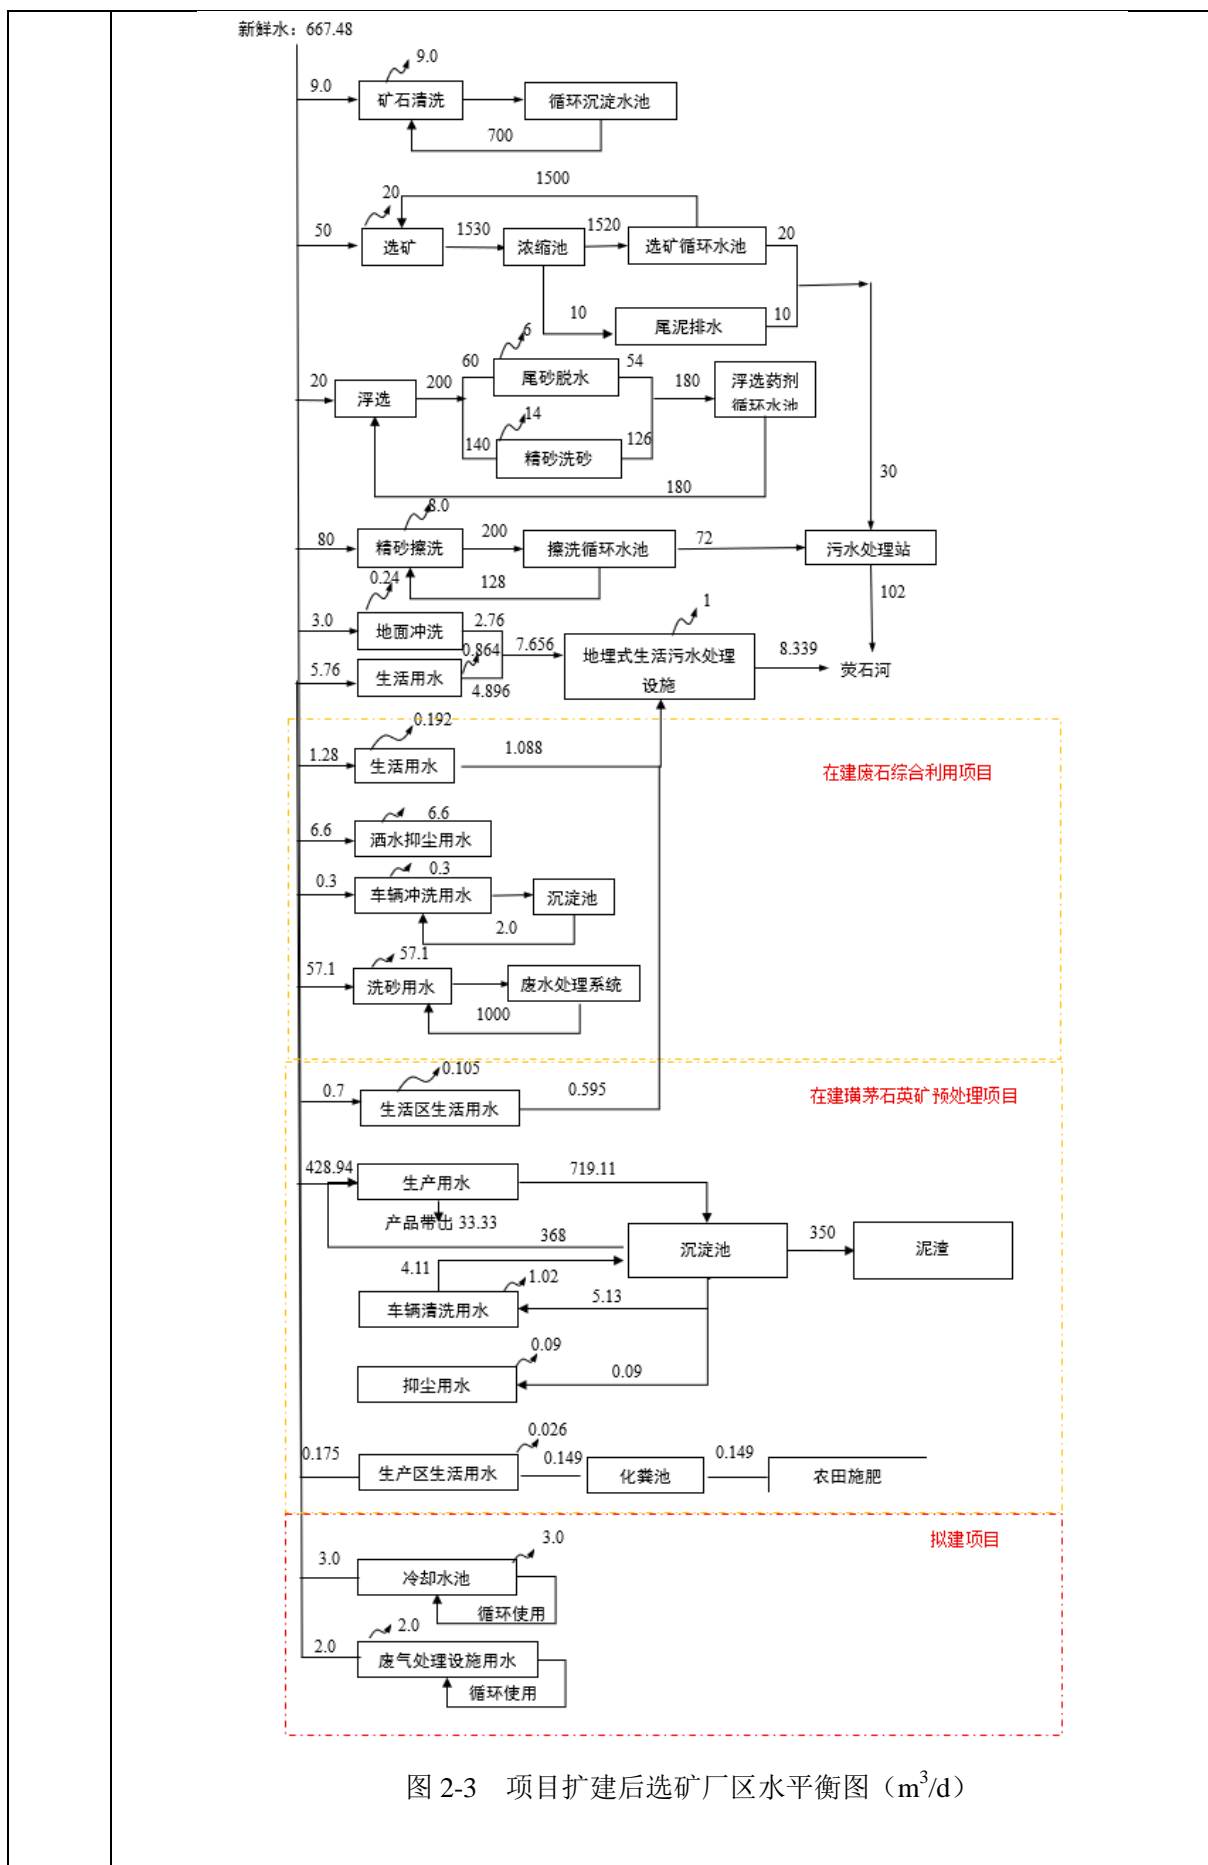 新鲜水：667.48
9.0
9.0
矿石清洗
循环沉淀水池
700
1500
20
50
选矿
1530
浓缩池
1520
选矿循环水池
20
10
尾泥排水
10
6
60
尾砂脱水
54
20
浮选
200
180
浮选药剂
循环水池
14
140
精砂洗砂
126
180
30
8.0
80
精砂擦洗
200
擦洗循环水池
72
污水处理站
128
102
0.24
3.0
地面冲洗
2.76
1
7.656
地埋式生活污水处理
设施
8.339
荧石河
0.864
5.76
生活用水
4.896
0.192
1.28
生活用水
1.088
在建废石综合利用项目
6.6
6.6
洒水抑尘用水
0.3
0.3
车辆冲洗用水
沉淀池
2.0
57.1
57.1
洗砂用水
废水处理系统
1000
0.105
0.7
生活区生活用水
0.595
在建璜茅石英矿预处理项目
428.94
生产用水
719.11
产品带出 33.33
368
沉淀池
350
泥渣
4.11
1.02
车辆清洗用水
5.13
0.09
抑尘用水
0.09
0.026
0.175
生产区生活用水
0.149
化粪池
0.149
农田施肥
拟建项目
3.0
3.0
冷却水池
循环使用
2.0
2.0
废气处理设施用水
循环使用
图 2-3 项目扩建后选矿厂区水平衡图（m³/d）